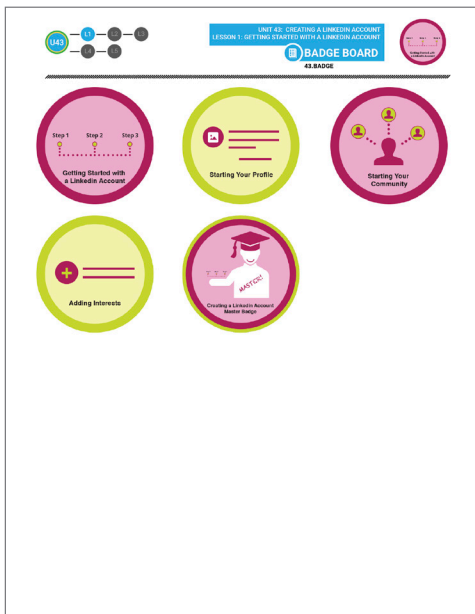 U43
L1
L2
L3
L4
L5
UNIT 43: CREATING A LINKEDIN ACCOUNT
LESSON 1: GETTING STARTED WITH A LINKEDIN ACCOUNT
BADGE BOARD
43.BADGE
Step 1 Step 2 Step 3
Getting Started with
a Linkedin Account
Starting Your Profile
Starting Your
Community
Adding Interests
MASTER!
Creating a Linkedin Account
Master Badge